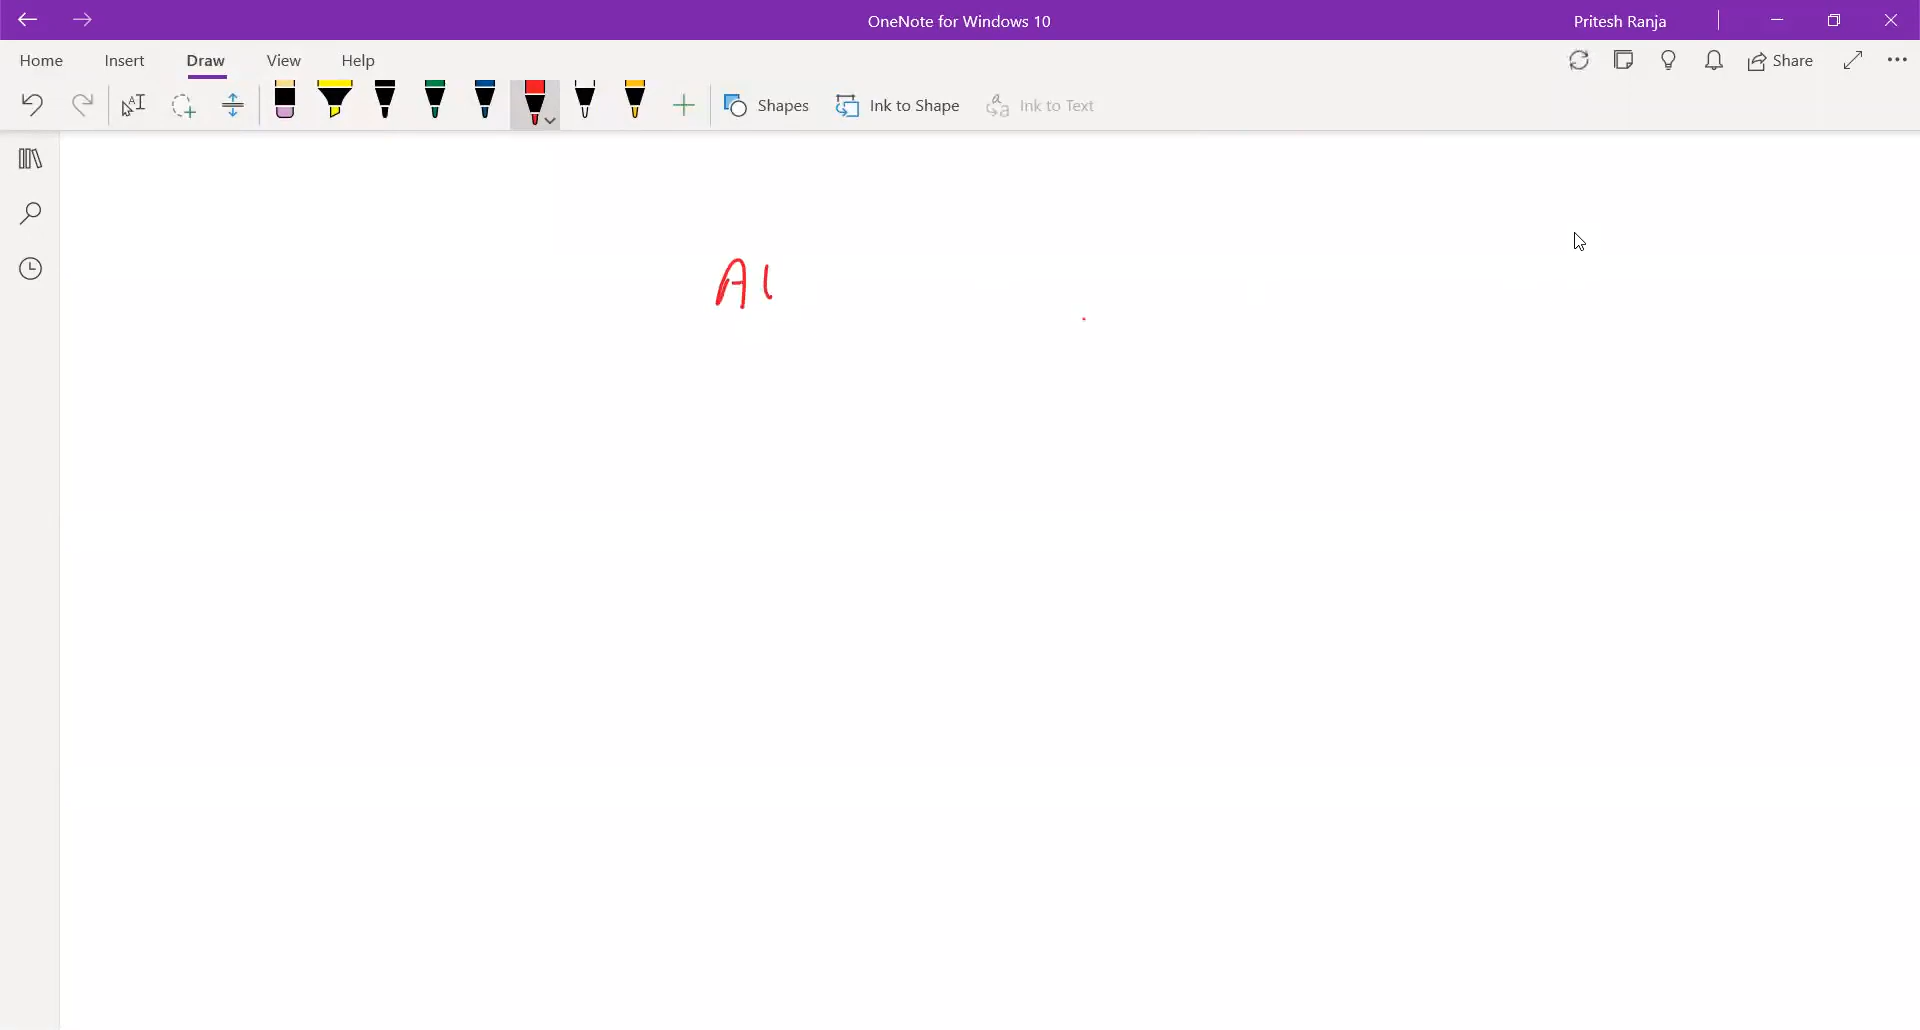 OneNote for Windows 10 Pritesh Ranja
Home Insert Draw View Help Share
Shapes Ink to Shape Ink to Text
Al